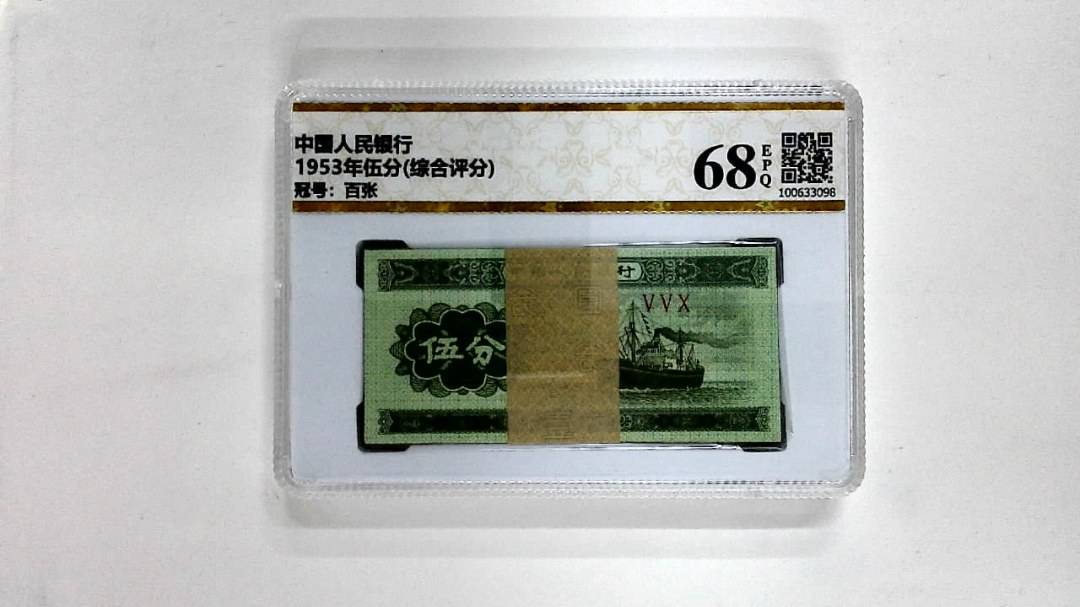 中国人民银行
1953年伍分(综合评分)
冠号：百张
68
EPQ
100633098
行
VVX
伍分